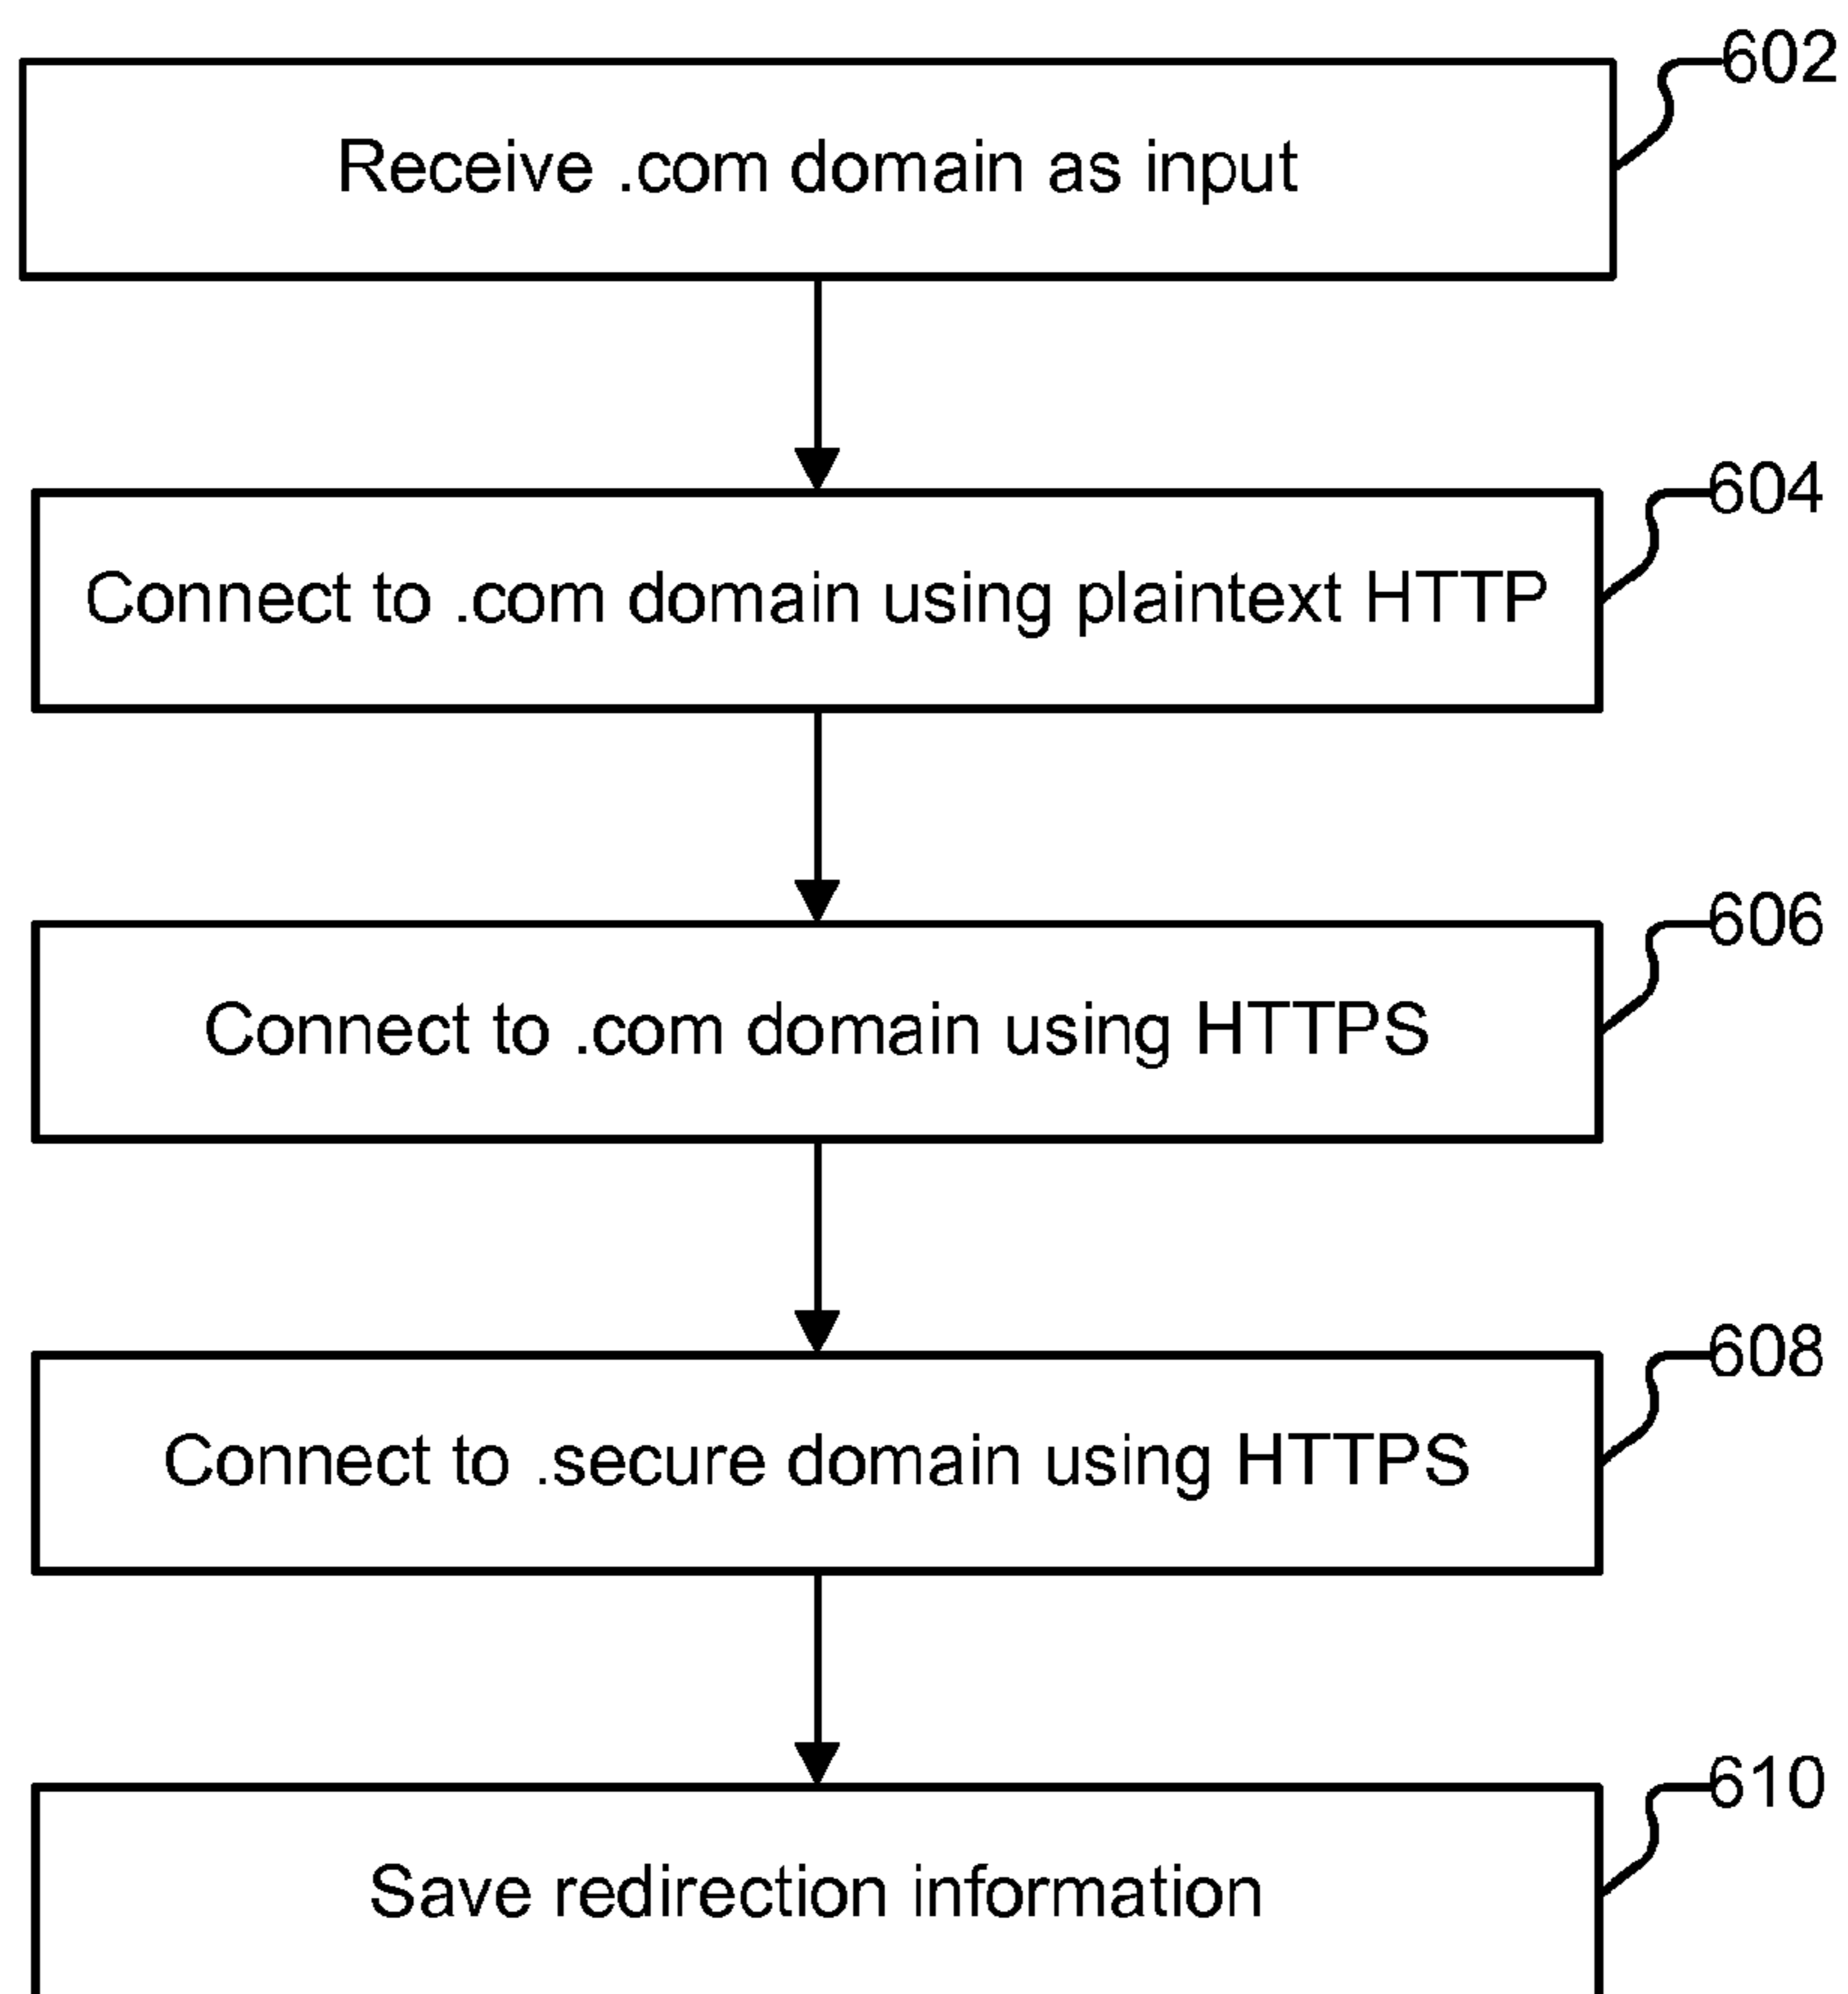 602
Receive .com domain as input
604
Connect to .com domain using plaintext HTTP
606
Connect to .com domain using HTTPS
608
Connect to .secure domain using HTTPS
610
Save redirection information